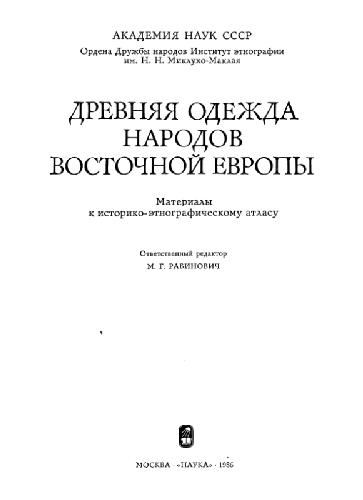 АКАДЕМИЯ НАУК СССР
Ордена Дружбы народов Институт этнографии
им. Н. Н. Миклухо-Маклая
ДРЕВНЯЯ ОДЕЖДА
НАРОДОВ
ВОСТОЧНОЙ ЕВРОПЫ
Материалы
к историко-этнографическому атласу
Ответственный редактор
М. Г. РАБИНОВИЧ
МОСКВА · «НАУКА» · 1986